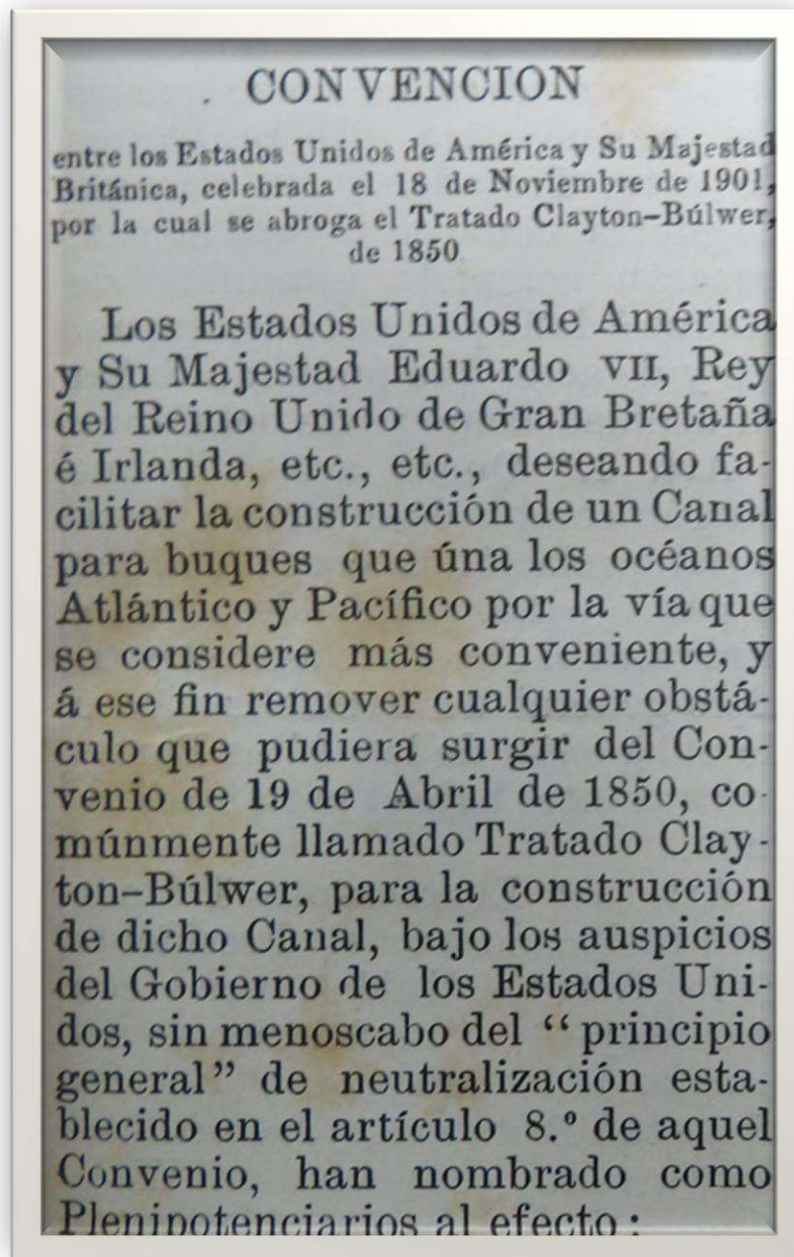 CONVENCION
entre los Estados Unidos de América y Su Majestad
Británica, celebrada el 18 de Noviembre de 1901,
por la cual se abroga el Tratado Clayton–Búlwer,
de 1850
Los Estados Unidos de América
y Su Majestad Eduardo VII, Rey
del Reino Unido de Gran Bretaña
é Irlanda, etc., etc., deseando fa-
cilitar la construcción de un Canal
para buques que úna los océanos
Atlántico y Pacífico por la vía que
se considere más conveniente, y
á ese fin remover cualquier obstá-
culo que pudiera surgir del Con-
venio de 19 de Abril de 1850, co-
múnmente llamado Tratado Clay-
ton–Búlwer, para la construcción
de dicho Canal, bajo los auspicios
del Gobierno de los Estados Uni-
dos, sin menoscabo del “principio
general” de neutralización esta-
blecido en el artículo 8.º de aquel
Convenio, han nombrado como
Plenipotenciarios al efecto: